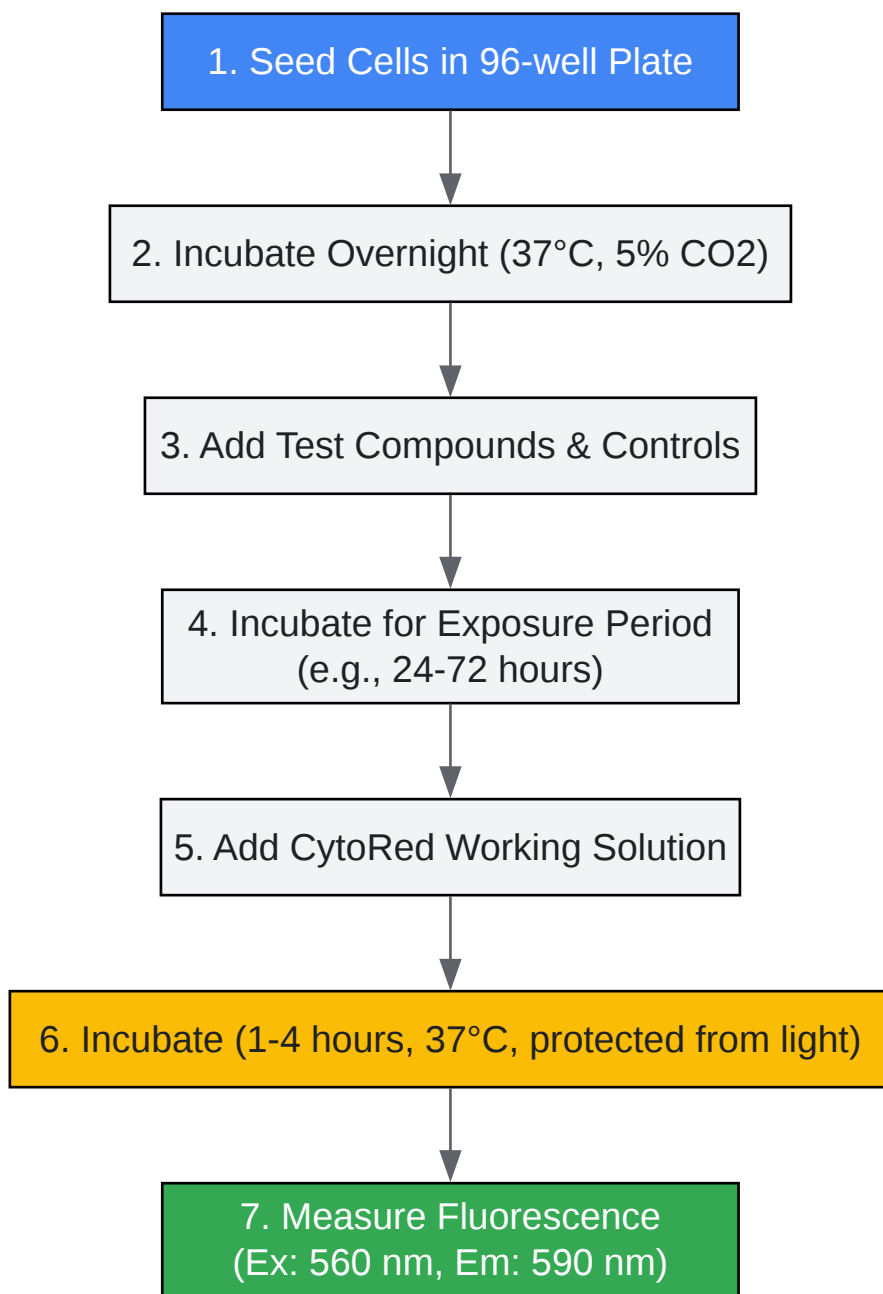 1. Seed Cells in 96-well Plate
2. Incubate Overnight (37°C, 5% CO2)
3. Add Test Compounds & Controls
4. Incubate for Exposure Period
(e.g., 24-72 hours)
5. Add CytoRed Working Solution
6. Incubate (1-4 hours, 37°C, protected from light)
7. Measure Fluorescence
(Ex: 560 nm, Em: 590 nm)